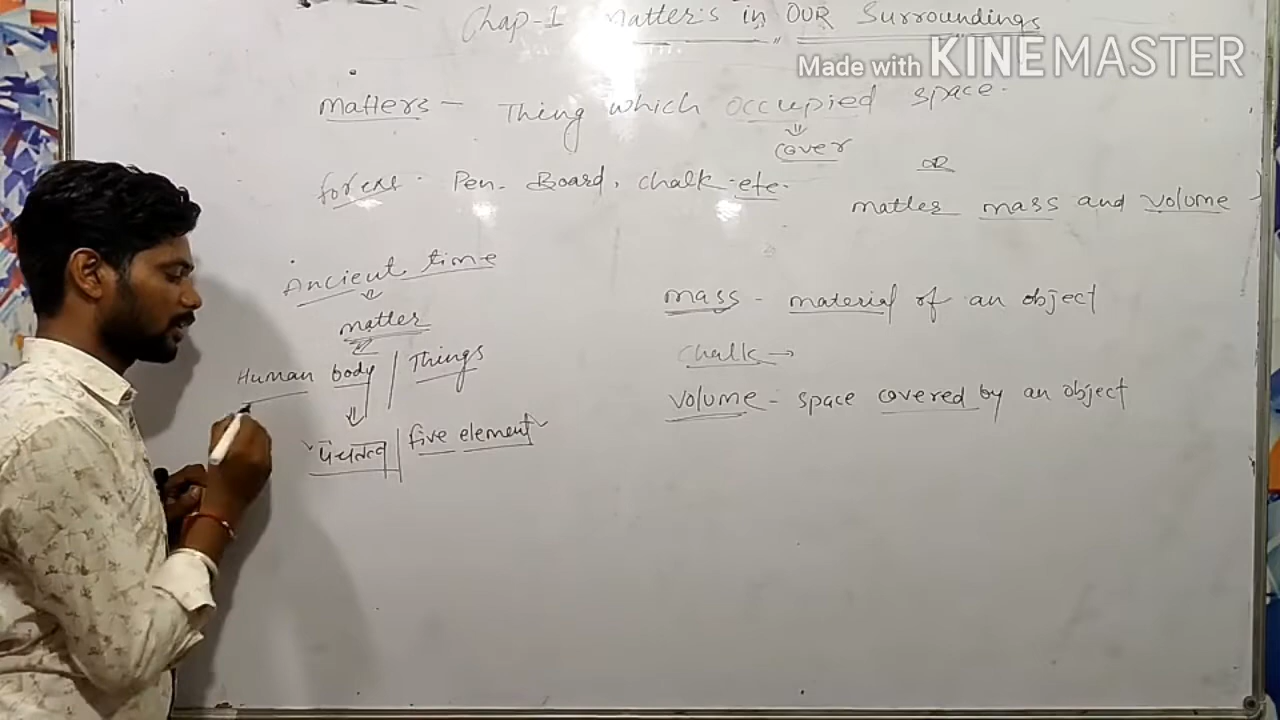 Chap-1 Matter's in OUR Surroundings
Made with KINEMASTER
matters - Thing which occupied space.
cover
OR
for exe. Pen. Board, chalk etc.
matter mass and volume
Ancient time
matter
Human body | Things
पंचतत्व | five element
mass - material of an object
chalk →
volume - space covered by an object